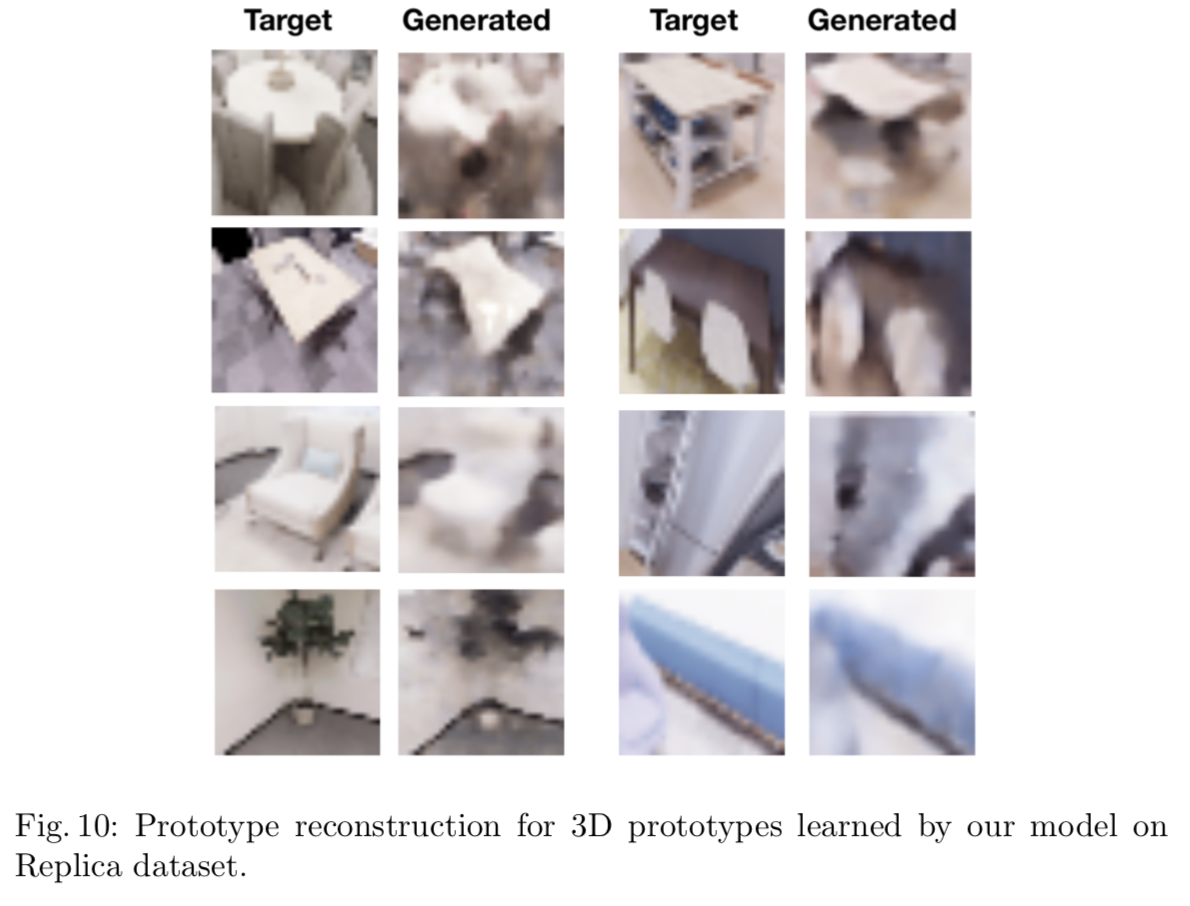 Target Generated Target Generated
Fig. 10: Prototype reconstruction for 3D prototypes learned by our model on
Replica dataset.